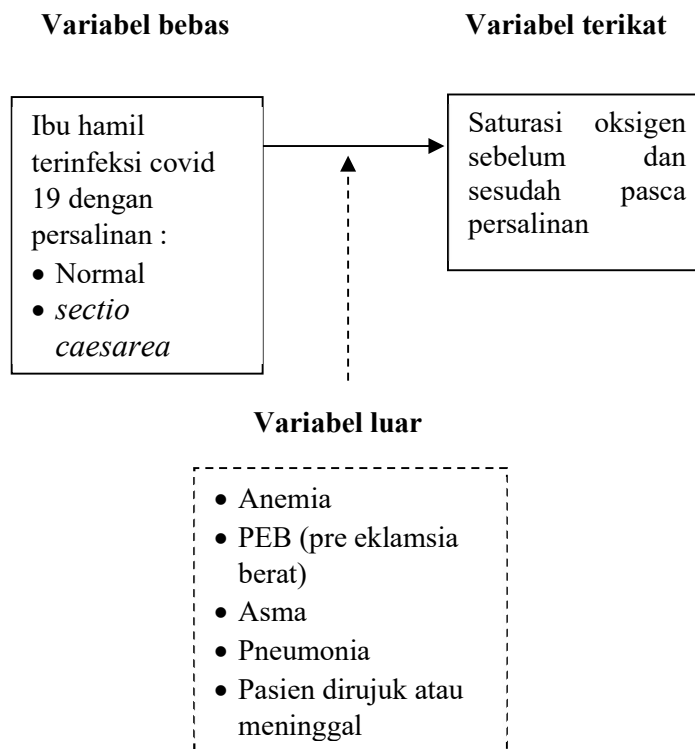 Variabel bebas
Variabel terikat
Ibu hamil
terinfeksi covid
19 dengan
persalinan :
• Normal
• sectio
caesarea
Saturasi oksigen
sebelum dan
sesudah pasca
persalinan
Variabel luar
• Anemia
• PEB (pre eklamsia
berat)
• Asma
• Pneumonia
• Pasien dirujuk atau
meninggal